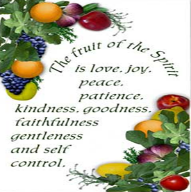 The fruit of the Spirit
is love, joy,
peace,
patience,
kindness, goodness,
faithfulness
gentleness
and self
control.